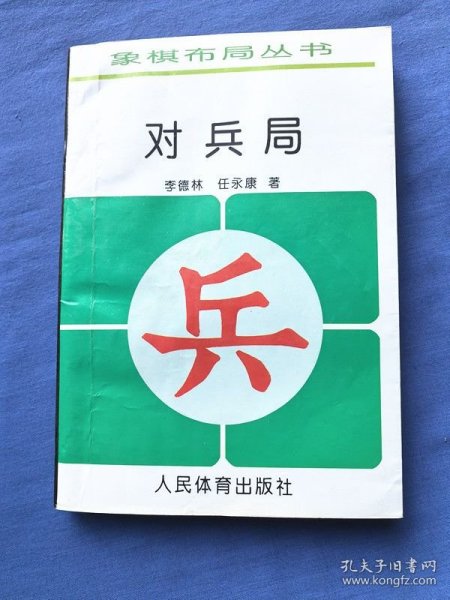 象棋布局丛书
对兵局
李德林 任永康 著
兵
人民体育出版社
孔夫子旧书网
www.kongfz.com